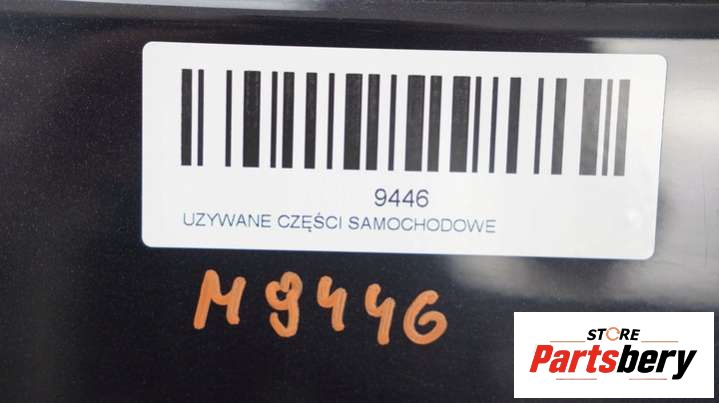 9446
UZYWANE CZĘŚCI SAMOCHODOWE
M9446
STORE
Partsbery